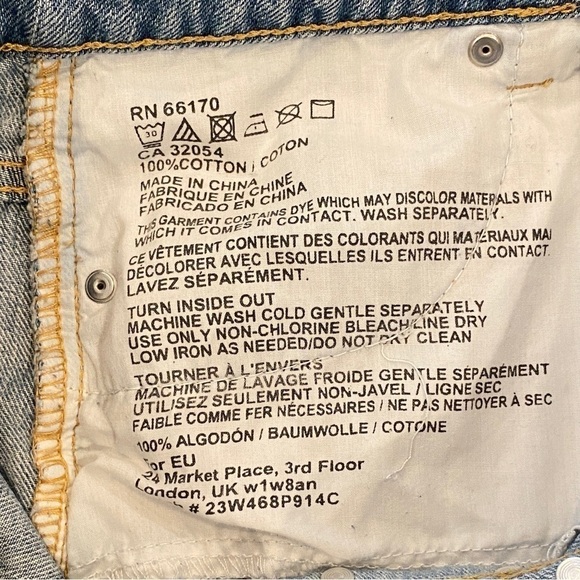 RN 66170
30
CA 32054
100%COTTON / COTON
MADE IN CHINA
FABRIQUE EN CHINE
FABRICADO EN CHINA
THIS GARMENT CONTAINS DYE WHICH MAY DISCOLOR MATERIALS WITH
WHICH IT COMES IN CONTACT. WASH SEPARATELY.
CE VÊTEMENT CONTIENT DES COLORANTS QUI MATÉRIAUX MAI
DÉCOLORER AVEC LESQUELLES ILS ENTRENT EN CONTACT.
LAVEZ SÉPARÉMENT.
TURN INSIDE OUT
MACHINE WASH COLD GENTLE SEPARATELY
USE ONLY NON-CHLORINE BLEACH/LINE DRY
LOW IRON AS NEEDED/DO NOT DRY CLEAN
TOURNER À L'ENVERS
MACHINE DE LAVAGE FROIDE GENTLE SÉPARÉMENT
UTILISEZ SEULEMENT NON-JAVEL / LIGNE SEC
FAIBLE COMME FER NÉCESSAIRES / NE PAS NETTOYER À SEC
100% ALGODÓN / BAUMWOLLE / COTONE
for EU
Market Place, 3rd Floor
London, UK w1w8an
# 23W468P914C